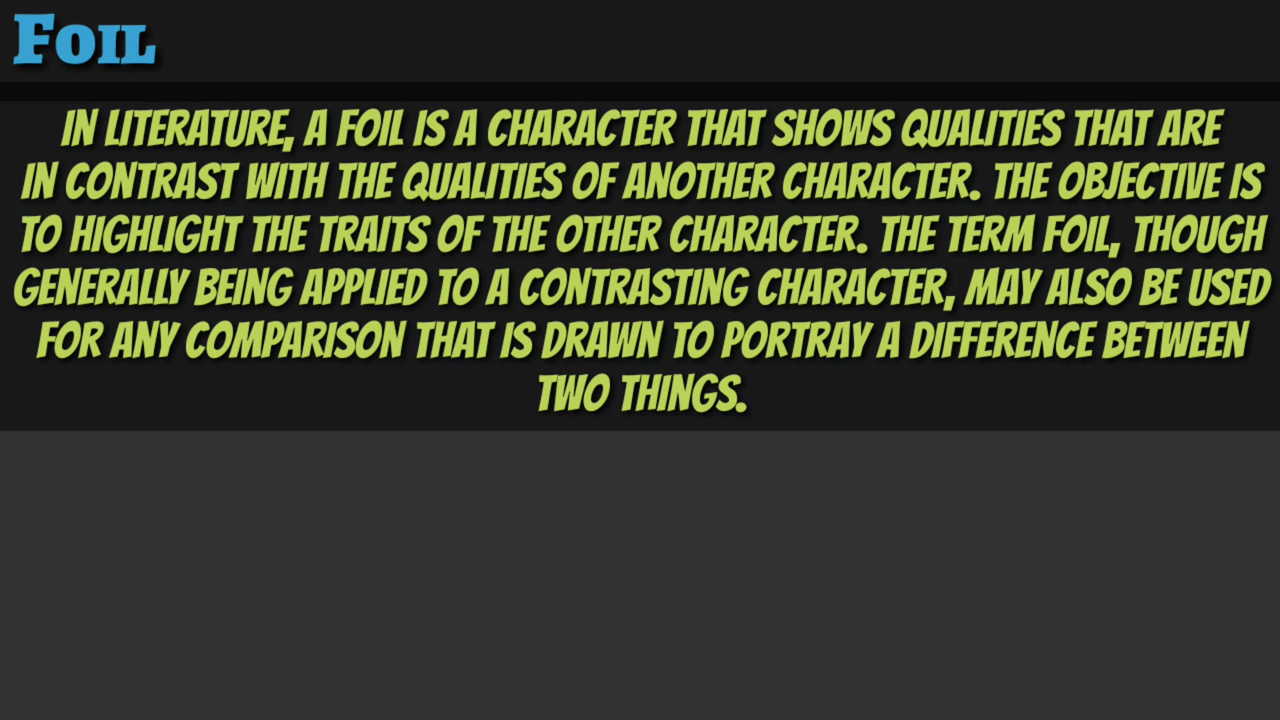 Foil
IN LITERATURE, A FOIL IS A CHARACTER THAT SHOWS QUALITIES THAT ARE
IN CONTRAST WITH THE QUALITIES OF ANOTHER CHARACTER. THE OBJECTIVE IS
TO HIGHLIGHT THE TRAITS OF THE OTHER CHARACTER. THE TERM FOIL, THOUGH
GENERALLY BEING APPLIED TO A CONTRASTING CHARACTER, MAY ALSO BE USED
FOR ANY COMPARISON THAT IS DRAWN TO PORTRAY A DIFFERENCE BETWEEN
TWO THINGS.